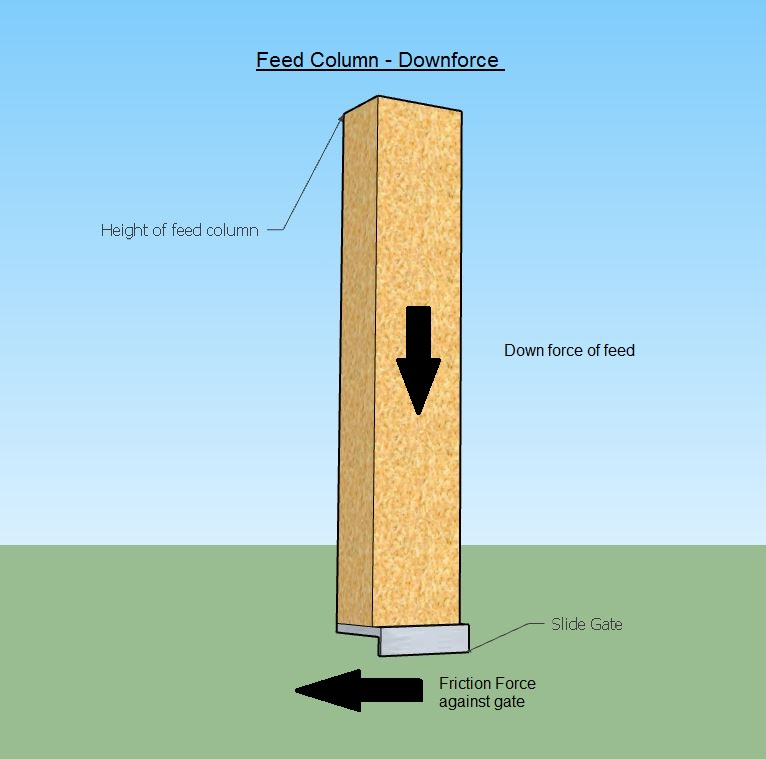 Feed Column - Downforce
Height of feed column
Down force of feed
Slide Gate
Friction Force
against gate